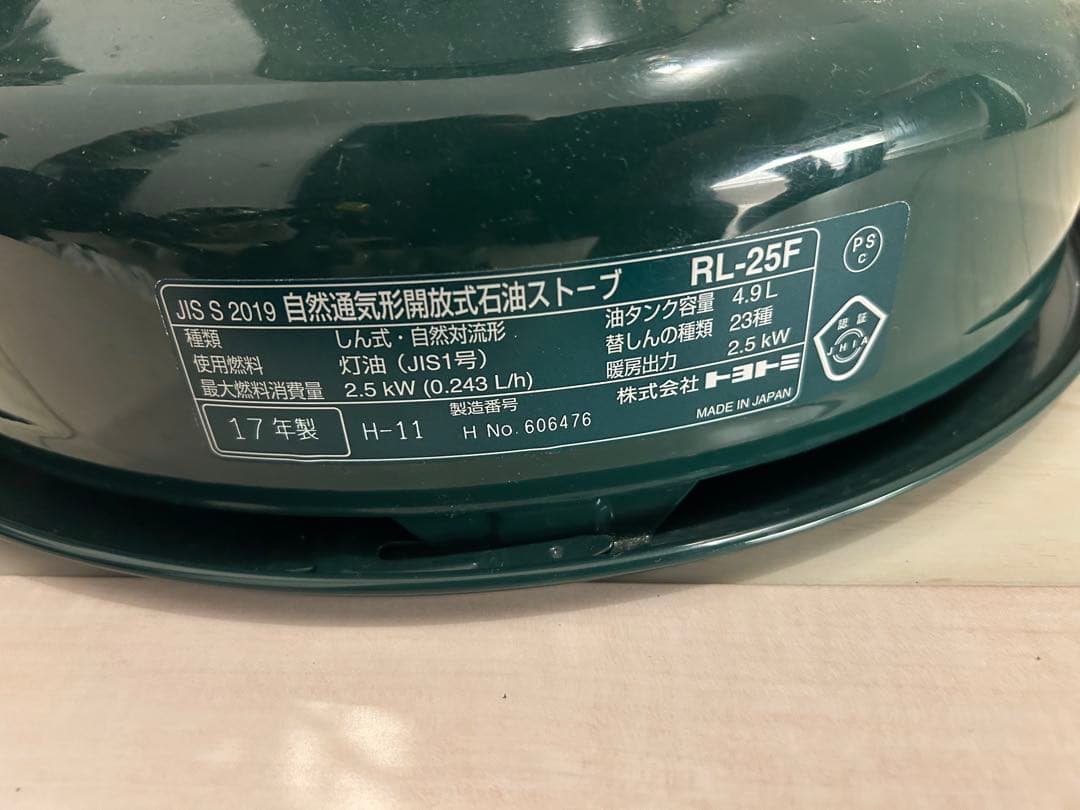 JIS S 2019 自然通気形開放式石油ストーブ RL-25F
種類 しん式・自然対流形 油タンク容量 4.9L
使用燃料 灯油（JIS1号） 替しんの種類 23種
最大燃料消費量 2.5 kW (0.243 L/h) 暖房出力 2.5 kW
17年製 H-11 製造番号 H No. 606476
株式会社 トヨトミ
MADE IN JAPAN
PS
C
認証
JHIA